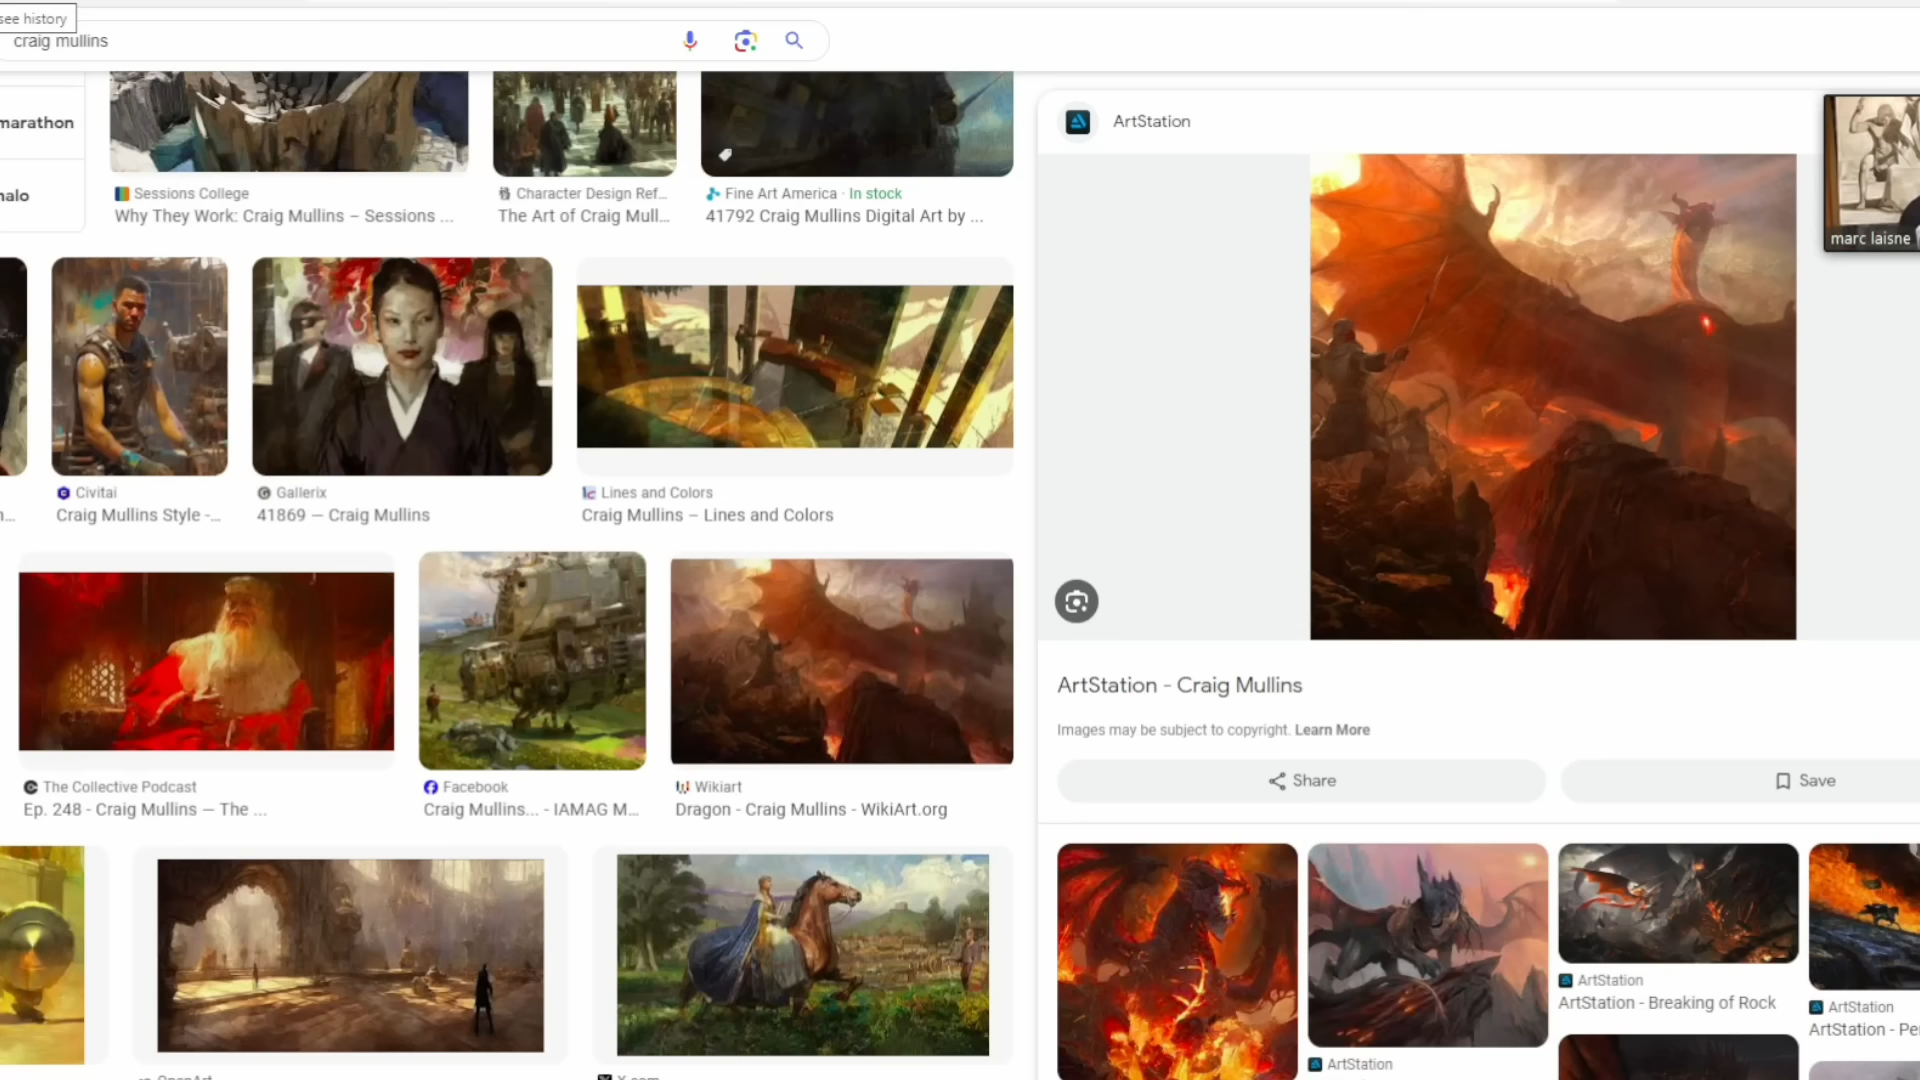 see history
craig mullins
marathon
halo
Sessions College
Why They Work: Craig Mullins – Sessions ...
Character Design Ref...
The Art of Craig Mull...
Fine Art America · In stock
41792 Craig Mullins Digital Art by ...
Civitai
Craig Mullins Style -...
Gallerix
41869 — Craig Mullins
Lines and Colors
Craig Mullins – Lines and Colors
The Collective Podcast
Ep. 248 - Craig Mullins — The ...
Facebook
Craig Mullins... - IAMAG M...
Wikiart
Dragon - Craig Mullins - WikiArt.org
OpenArt
X.com
ArtStation
marc laisne
ArtStation - Craig Mullins
Images may be subject to copyright. Learn More
Share
Save
ArtStation
ArtStation
ArtStation - Breaking of Rock
ArtStation
ArtStation - Pe